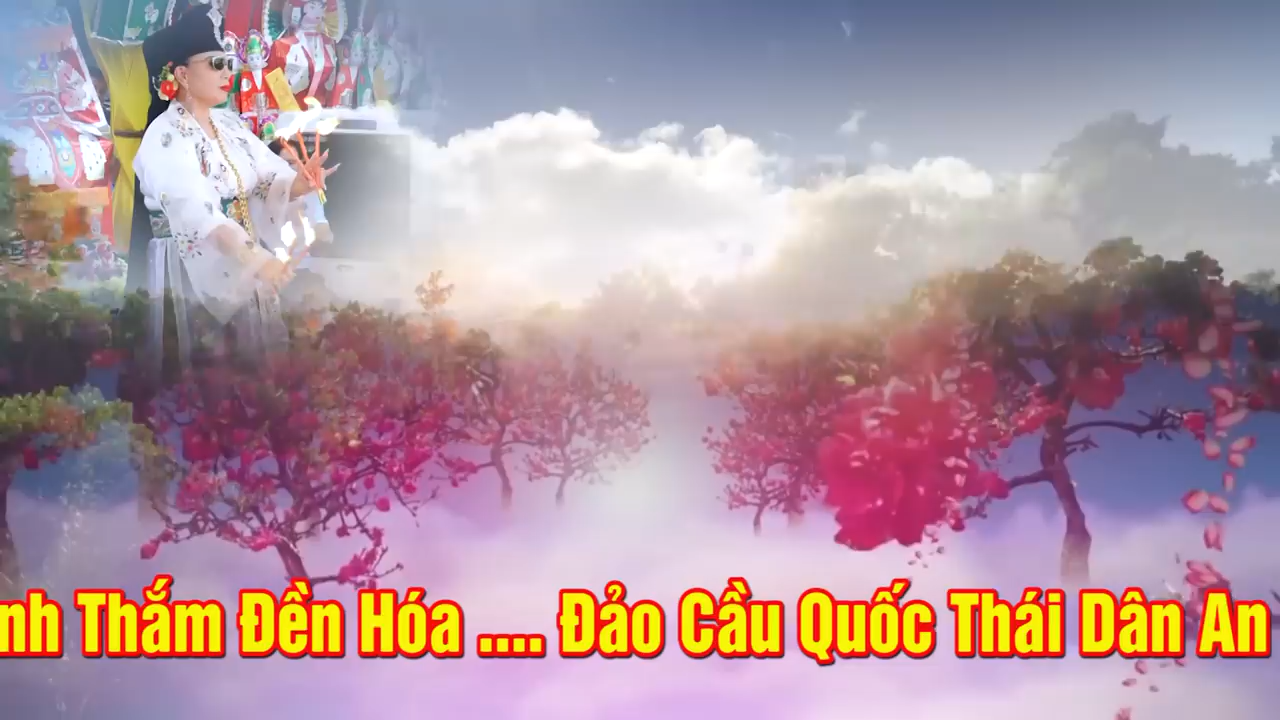 nh Thắm Đền Hóa .... Đảo Cầu Quốc Thái Dân An